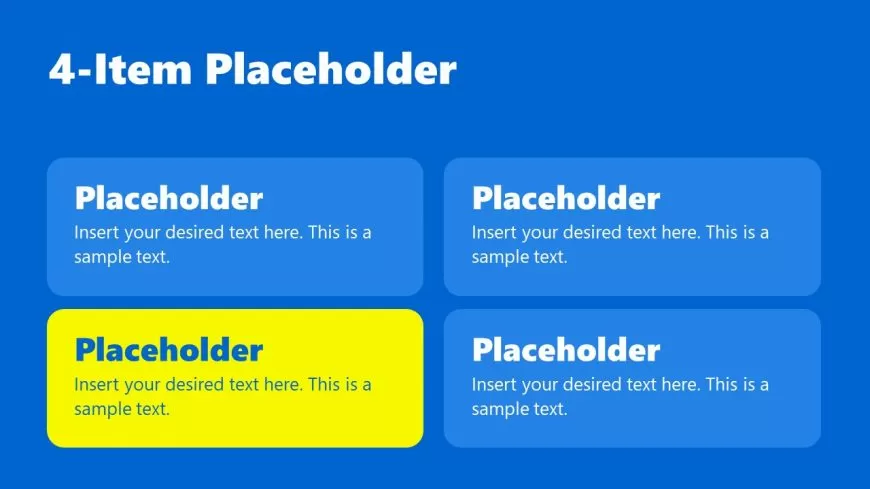 4-Item Placeholder
Placeholder
Insert your desired text here. This is a
sample text.
Placeholder
Insert your desired text here. This is a
sample text.
Placeholder
Insert your desired text here. This is a
sample text.
Placeholder
Insert your desired text here. This is a
sample text.